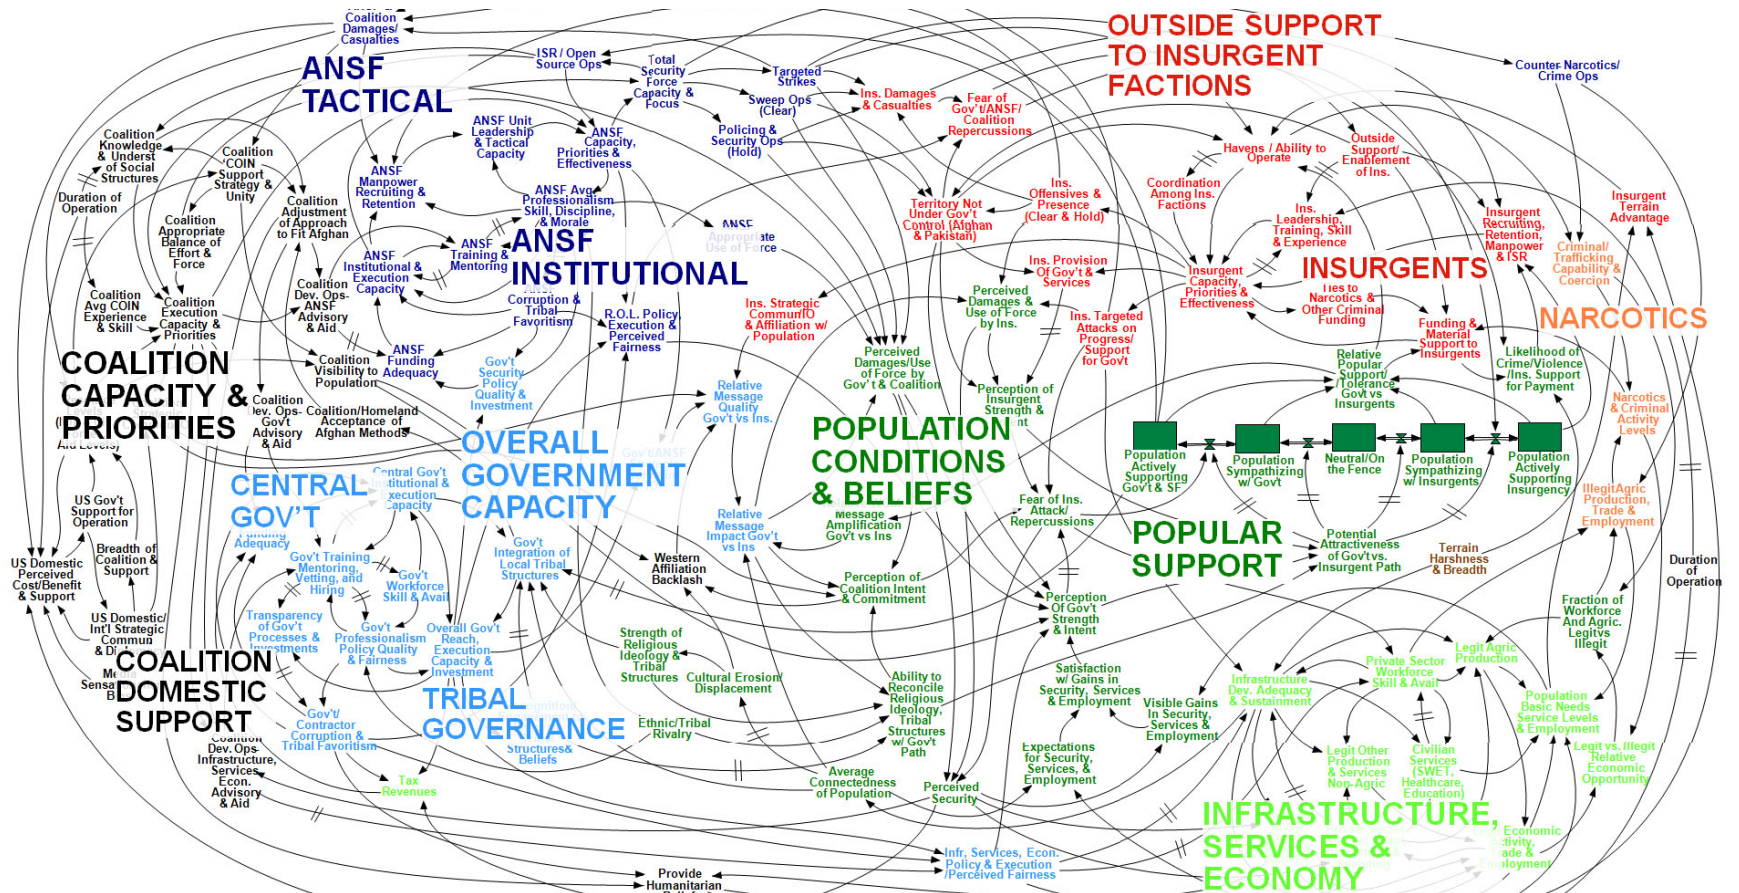 Coalition
Damages/
Casualties
ANSF
TACTICAL
ISR / Open
Source Ops
Total
Security
Force
Capacity &
Focus
Targeted
Strikes
Sweep Ops
(Clear)
Policing &
Security Ops
(Hold)
Ins. Damages
& Casualties
Fear of
Gov't/ANSF/
Coalition
Repercussions
OUTSIDE SUPPORT
TO INSURGENT
FACTIONS
Counter-Narcotics/
Crime Ops
Coalition
Knowledge
& Underst
of Social
Structures
Coalition
COIN
Support
Strategy &
Unity
Duration of
Operation
Coalition
Appropriate
Balance of
Effort &
Force
Coalition
Adjustment
of Approach
to Fit Afghan
ANSF
Manpower
Recruiting &
Retention
ANSF Unit
Leadership
& Tactical
Capacity
ANSF
Capacity,
Priorities &
Effectiveness
ANSF Avg
Professionalism
Skill, Discipline,
& Morale
ANSF
Appropriate
Use of Force
ANSF
Institutional &
Execution
Capacity
ANSF
Training &
Mentoring
ANSF
INSTITUTIONAL
Corruption &
Tribal
Favoritism
R.O.L. Policy,
Execution &
Perceived
Fairness
Coalition
Avg COIN
Experience
& Skill
Coalition
Execution
Capacity &
Priorities
Coalition
Dev. Ops-
ANSF
Advisory
& Aid
Coalition
Visibility to
Population
ANSF
Funding
Adequacy
Gov't
Security
Policy
Quality &
Investment
COALITION
CAPACITY &
PRIORITIES
Coalition
Dev. Ops-
Gov't
Advisory
& Aid
Coalition/Homeland
Acceptance of
Afghan Methods
Territory Not
Under Gov't
Control (Afghan
& Pakistan)
Ins.
Offensives &
Presence
(Clear & Hold)
Ins. Provision
Of Gov't &
Services
Ins. Strategic
Commun/IO
& Affiliation w/
Population
Perceived
Damages &
Use of Force
by Ins.
Ins. Targeted
Attacks on
Progress/
Support
for Gov't
Havens / Ability to
Operate
Outside
Support/
Enablement
of Ins.
Coordination
Among Ins.
Factions
Ins.
Leadership,
Training, Skill
& Experience
Insurgent
Recruiting,
Retention,
Manpower
& ISR
Insurgent
Terrain
Advantage
Criminal/
Trafficking
Capability &
Coercion
Insurgent
Capacity,
Priorities &
Effectiveness
INSURGENTS
Ties to
Narcotics &
Other Criminal
Funding
Funding &
Material
Support to
Insurgents
NARCOTICS
Likelihood of
Crime/Violence
/Ins. Support
for Payment
Relative
Popular
Support/
/Tolerance
Gov't vs
Insurgents
Narcotics
& Criminal
Activity
Levels
Perceived
Damages/Use
of Force by
Gov't & Coalition
Perception of
Insurgent
Strength &
Relative
Message
Quality
Gov't vs Ins.
POPULATION
CONDITIONS
& BELIEFS
Population
Actively
Supporting
Gov't & SF
Population
Sympathizing
w/ Gov't
Neutral/On
the Fence
Population
Sympathizing
w/ Insurgents
Population
Actively
Supporting
Insurgency
OVERALL
GOVERNMENT
CAPACITY
Gov't/ANSF
CENTRAL
GOV'T
Central Gov't
Institutional &
Execution
Capacity
US Gov't
Support for
Operation
Breadth of
Coalition &
Support
US Domestic
Perceived
Cost/Benefit
& Support
US Domestic/
Int'l Strategic
Commun
Adequacy
Gov't Training
Mentoring,
Vetting, and
Hiring
Gov't
Workforce
Skill & Avail
Gov't
Integration of
Local Tribal
Structures
Western
Affiliation
Backlash
Relative
Message
Impact Gov't
vs Ins
Message
Amplification
Gov't vs Ins
Fear of Ins.
Attack/
Repercussions
Perception of
Coalition Intent
& Commitment
Perception
Of Gov't
Strength
& Intent
POPULAR
SUPPORT
Potential
Attractiveness
of Gov't vs.
Insurgent Path
Terrain
Harshness
& Breadth
Illegit Agric
Production,
Trade &
Employment
Duration
of
Operation
Fraction of
Workforce
And Agric.
Legit vs
Illegit
Transparency
of Gov't
Processes &
Investments
Gov't
Professionalism
Policy Quality
& Fairness
Overall Gov't
Reach,
Execution
Capacity &
Investment
Strength of
Religious
Ideology &
Tribal
Structures
Cultural Erosion/
Displacement
Ethnic/Tribal
Rivalry
Ability to
Reconcile
Religious
Ideology,
Tribal
Structures
w/ Gov't
Path
Satisfaction
w/ Gains in
Security, Services
& Employment
Visible Gains
In Security,
Services &
Employment
Expectations
for Security,
Services, &
Employment
Infrastructure
Dev. Adequacy
& Sustainment
Private Sector
Workforce
Skill & Avail
Legit Agric
Production
Population
Basic Needs
Service Levels
& Employment
Legit Other
Production
& Services
Non-Agric
Civilian
Services
(SWET,
Healthcare,
Education)
Legit vs. Illegit
Relative
Economic
Opportunity
COALITION
DOMESTIC
SUPPORT
Coalition
Dev. Ops-
Infrastructure,
Services,
Econ.
Advisory
& Aid
Gov't/
Contractor
Corruption &
Tribal Favoritism
TRIBAL
GOVERNANCE
Structures&
Beliefs
Tax
Revenues
Average
Connectedness
of Population
Perceived
Security
INFRASTRUCTURE,
SERVICES &
ECONOMY
Economic
Infr, Services, Econ.
Policy & Execution
/Perceived Fairness
Provide
Humanitarian